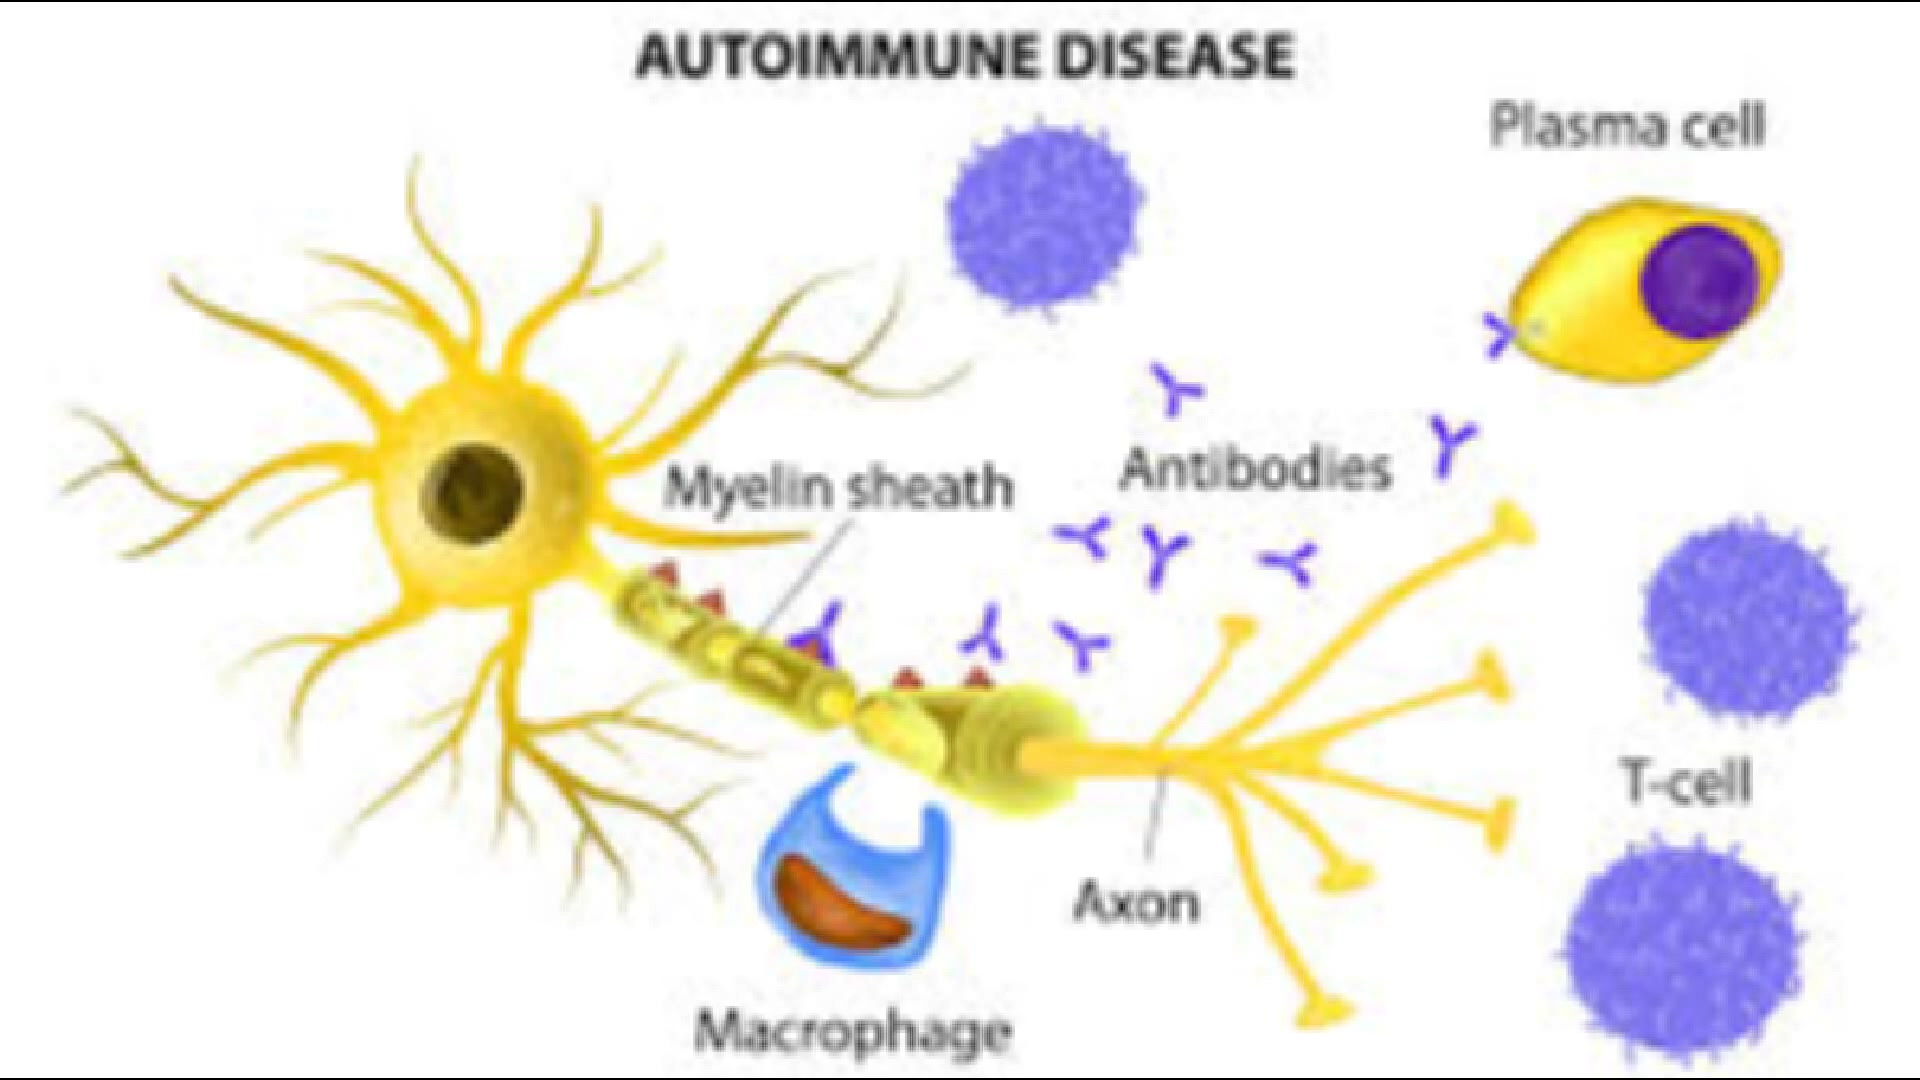 AUTOIMMUNE DISEASE
Plasma cell
Myelin sheath
Antibodies
T-cell
Axon
Macrophage